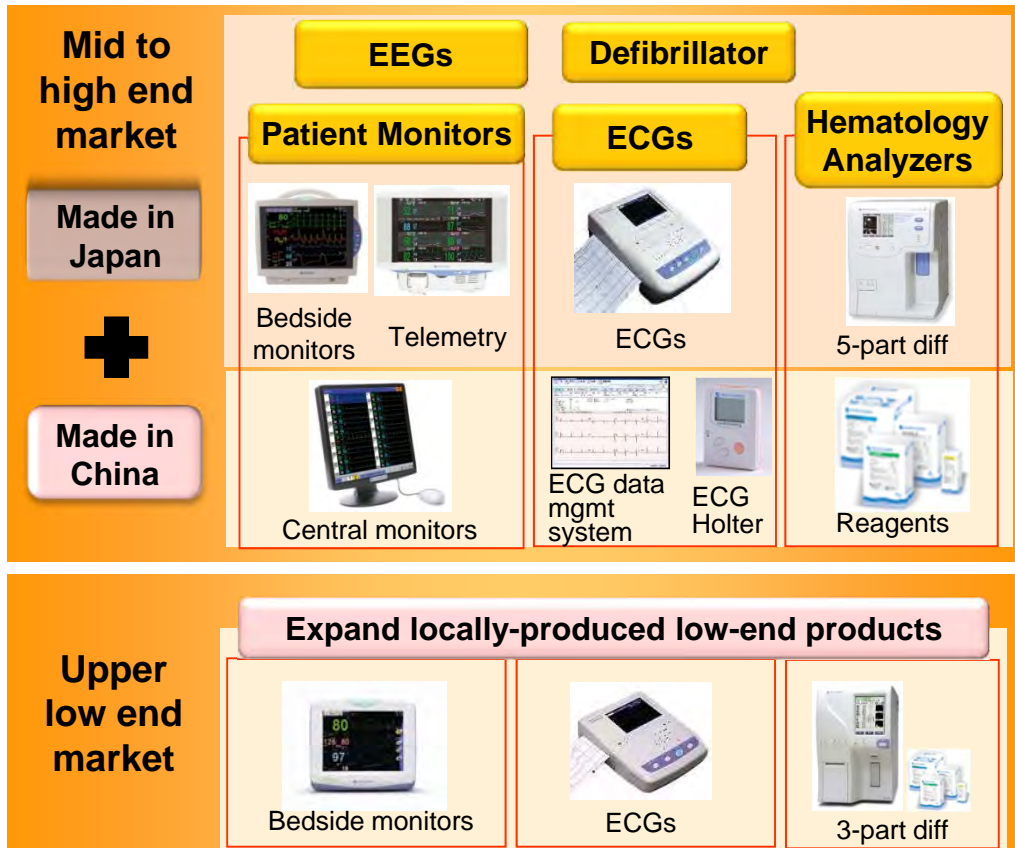 Mid to
high end
market
EEGs
Defibrillator
Patient Monitors
ECGs
Hematology
Analyzers
Made in
Japan
Bedside
monitors
Telemetry
ECGs
5-part diff
Made in
China
Central monitors
ECG data
mgmt
system
ECG
Holter
Reagents
Upper
low end
market
Expand locally-produced low-end products
80
97
Bedside monitors
ECGs
3-part diff